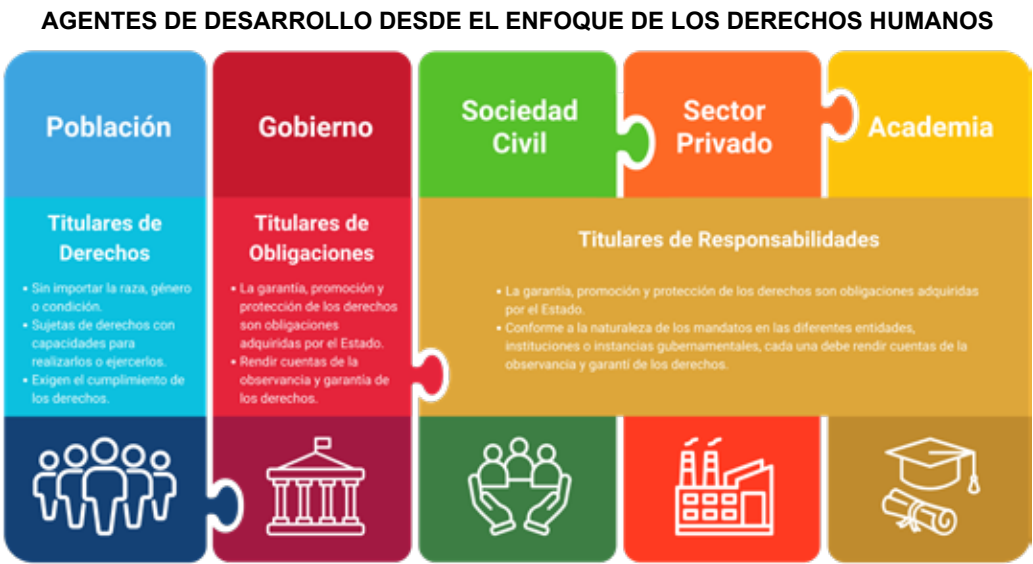 AGENTES DE DESARROLLO DESDE EL ENFOQUE DE LOS DERECHOS HUMANOS
Población
Gobierno
Sociedad
Civil
Sector
Privado
Academia
Titulares de
Derechos
• Sin importar la raza, género
o condición.
• Sujetas de derechos con
capacidades para
realizarlos o ejercerlos.
• Exigen el cumplimiento de
los derechos.
Titulares de
Obligaciones
• La garantía, promoción y
protección de los derechos
son obligaciones
adquiridas por el Estado.
• Rendir cuentas de la
observancia y garantía de
los derechos.
Titulares de Responsabilidades
• La garantía, promoción y protección de los derechos son obligaciones adquiridas
por el Estado.
• Conforme a la naturaleza de los mandatos en las diferentes entidades,
instituciones o instancias gubernamentales, cada una debe rendir cuentas de la
observancia y garantí de los derechos.